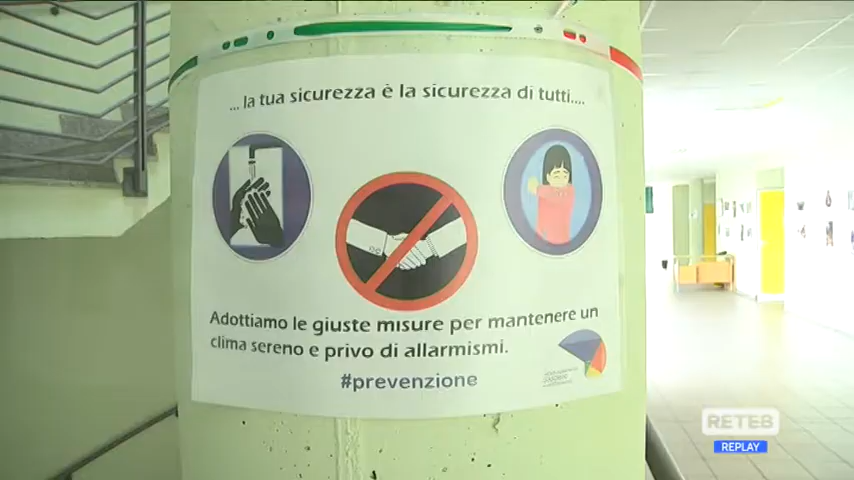 ... la tua sicurezza è la sicurezza di tutti....
Adottiamo le giuste misure per mantenere un
clima sereno e privo di allarmismi.
#prevenzione
RETE8
REPLAY